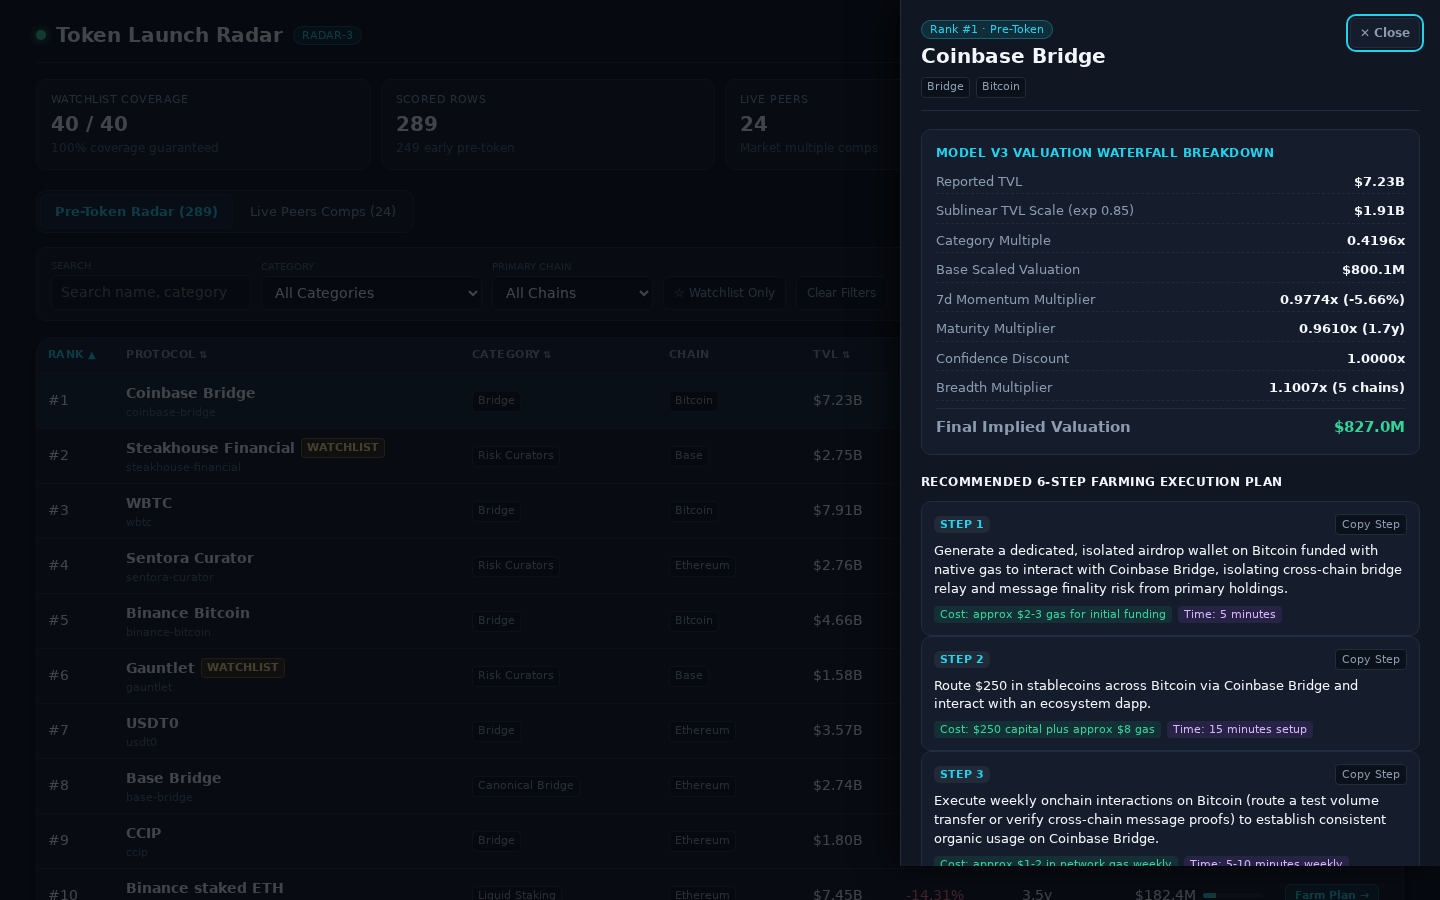 Token Launch Radar RADAR-3
WATCHLIST COVERAGE
40 / 40
100% coverage guaranteed
SCORED ROWS
289
249 early pre-token
LIVE PEERS
24
Market multiple comps
Pre-Token Radar (289) Live Peers Comps (24)
SEARCH CATEGORY PRIMARY CHAIN
Search name, category All Categories All Chains ☆ Watchlist Only Clear Filters
RANK ▲ PROTOCOL ⇅ CATEGORY ⇅ CHAIN TVL ⇅
#1 Coinbase Bridge Bridge Bitcoin $7.23B
coinbase-bridge
#2 Steakhouse Financial WATCHLIST Risk Curators Base $2.75B
steakhouse-financial
#3 WBTC Bridge Bitcoin $7.91B
wbtc
#4 Sentora Curator Risk Curators Ethereum $2.76B
sentora-curator
#5 Binance Bitcoin Bridge Bitcoin $4.66B
binance-bitcoin
#6 Gauntlet WATCHLIST Risk Curators Base $1.58B
gauntlet
#7 USDT0 Bridge Ethereum $3.57B
usdt0
#8 Base Bridge Canonical Bridge Ethereum $2.74B
base-bridge
#9 CCIP Bridge Ethereum $1.80B
ccip
#10 Binance staked ETH Liquid Staking Ethereum $7.45B -14.31% 3.5y $182.4M Farm Plan →
Rank #1 · Pre-Token
✕ Close
Coinbase Bridge
Bridge Bitcoin
MODEL V3 VALUATION WATERFALL BREAKDOWN
Reported TVL $7.23B
Sublinear TVL Scale (exp 0.85) $1.91B
Category Multiple 0.4196x
Base Scaled Valuation $800.1M
7d Momentum Multiplier 0.9774x (-5.66%)
Maturity Multiplier 0.9610x (1.7y)
Confidence Discount 1.0000x
Breadth Multiplier 1.1007x (5 chains)
Final Implied Valuation $827.0M
RECOMMENDED 6-STEP FARMING EXECUTION PLAN
STEP 1 Copy Step
Generate a dedicated, isolated airdrop wallet on Bitcoin funded with
native gas to interact with Coinbase Bridge, isolating cross-chain bridge
relay and message finality risk from primary holdings.
Cost: approx $2-3 gas for initial funding Time: 5 minutes
STEP 2 Copy Step
Route $250 in stablecoins across Bitcoin via Coinbase Bridge and
interact with an ecosystem dapp.
Cost: $250 capital plus approx $8 gas Time: 15 minutes setup
STEP 3 Copy Step
Execute weekly onchain interactions on Bitcoin (route a test volume
transfer or verify cross-chain message proofs) to establish consistent
organic usage on Coinbase Bridge.
Cost: approx $1-2 in network gas weekly Time: 5-10 minutes weekly